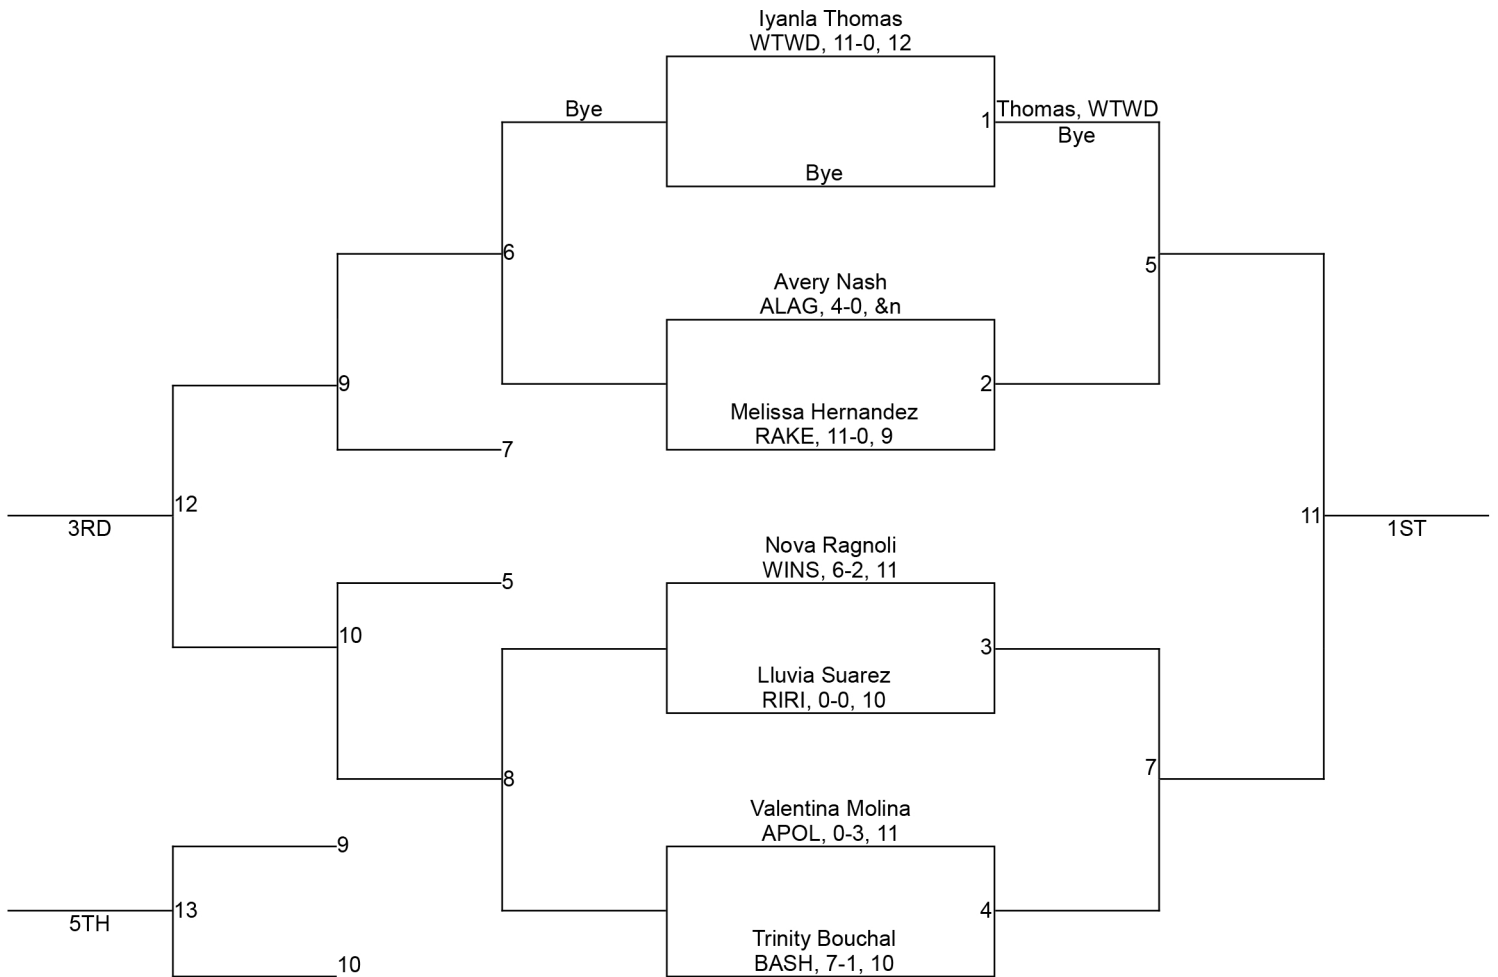 Iyanla Thomas
WTWD, 11-0, 12
Bye
1
Thomas, WTWD
Bye
Bye
6
5
Avery Nash
ALAG, 4-0, &n
9
2
Melissa Hernandez
RAKE, 11-0, 9
7
12
3RD
11
1ST
Nova Ragnoli
WINS, 6-2, 11
5
10
3
Lluvia Suarez
RIRI, 0-0, 10
8
7
Valentina Molina
APOL, 0-3, 11
9
13
5TH
4
Trinity Bouchal
BASH, 7-1, 10
10